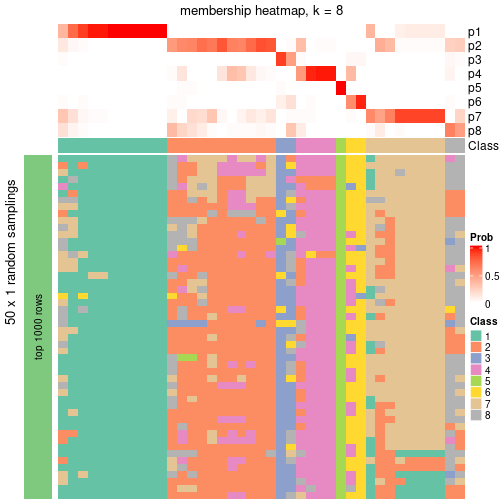 membership heatmap, k = 8
p1
p2
p3
p4
p5
p6
p7
p8
Class
50 x 1 random samplings
top 1000 rows
Prob
1
0.5
0
Class
1
2
3
4
5
6
7
8